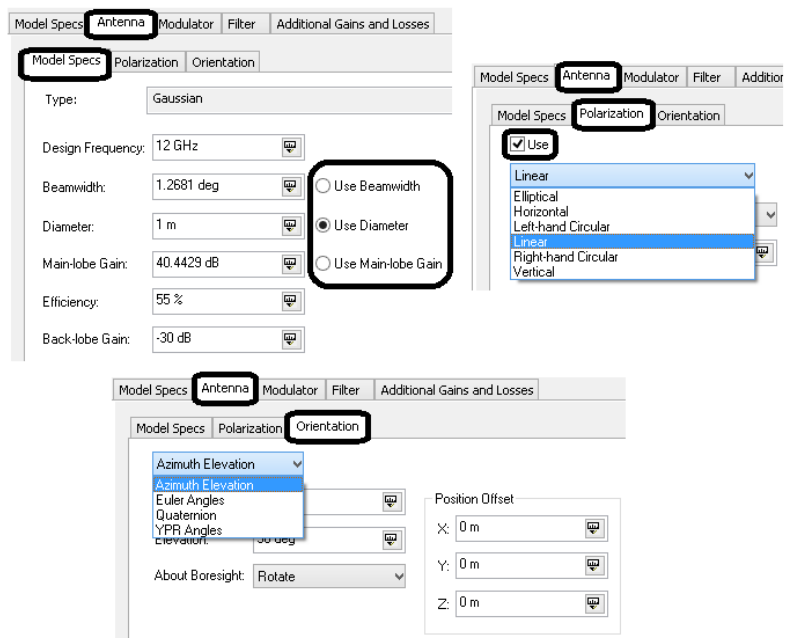 Model Specs Antenna Modulator Filter Additional Gains and Losses
Model Specs Polarization Orientation
Type: Gaussian
Design Frequency: 12 GHz
Beamwidth: 1.2681 deg Use Beamwidth
Diameter: 1 m Use Diameter
Main-lobe Gain: 40.4429 dB Use Main-lobe Gain
Efficiency: 55 %
Back-lobe Gain: -30 dB
Model Specs Antenna Modulator Filter Addition
Model Specs Polarization Orientation
Use
Linear
Elliptical
Horizontal
Left-hand Circular
Linear
Right-hand Circular
Vertical
Model Specs Antenna Modulator Filter Additional Gains and Losses
Model Specs Polarization Orientation
Azimuth Elevation
Azimuth Elevation
Euler Angles
Quaternion
YPR Angles
Elevation:
About Boresight: Rotate
Position Offset
X: 0 m
Y: 0 m
Z: 0 m